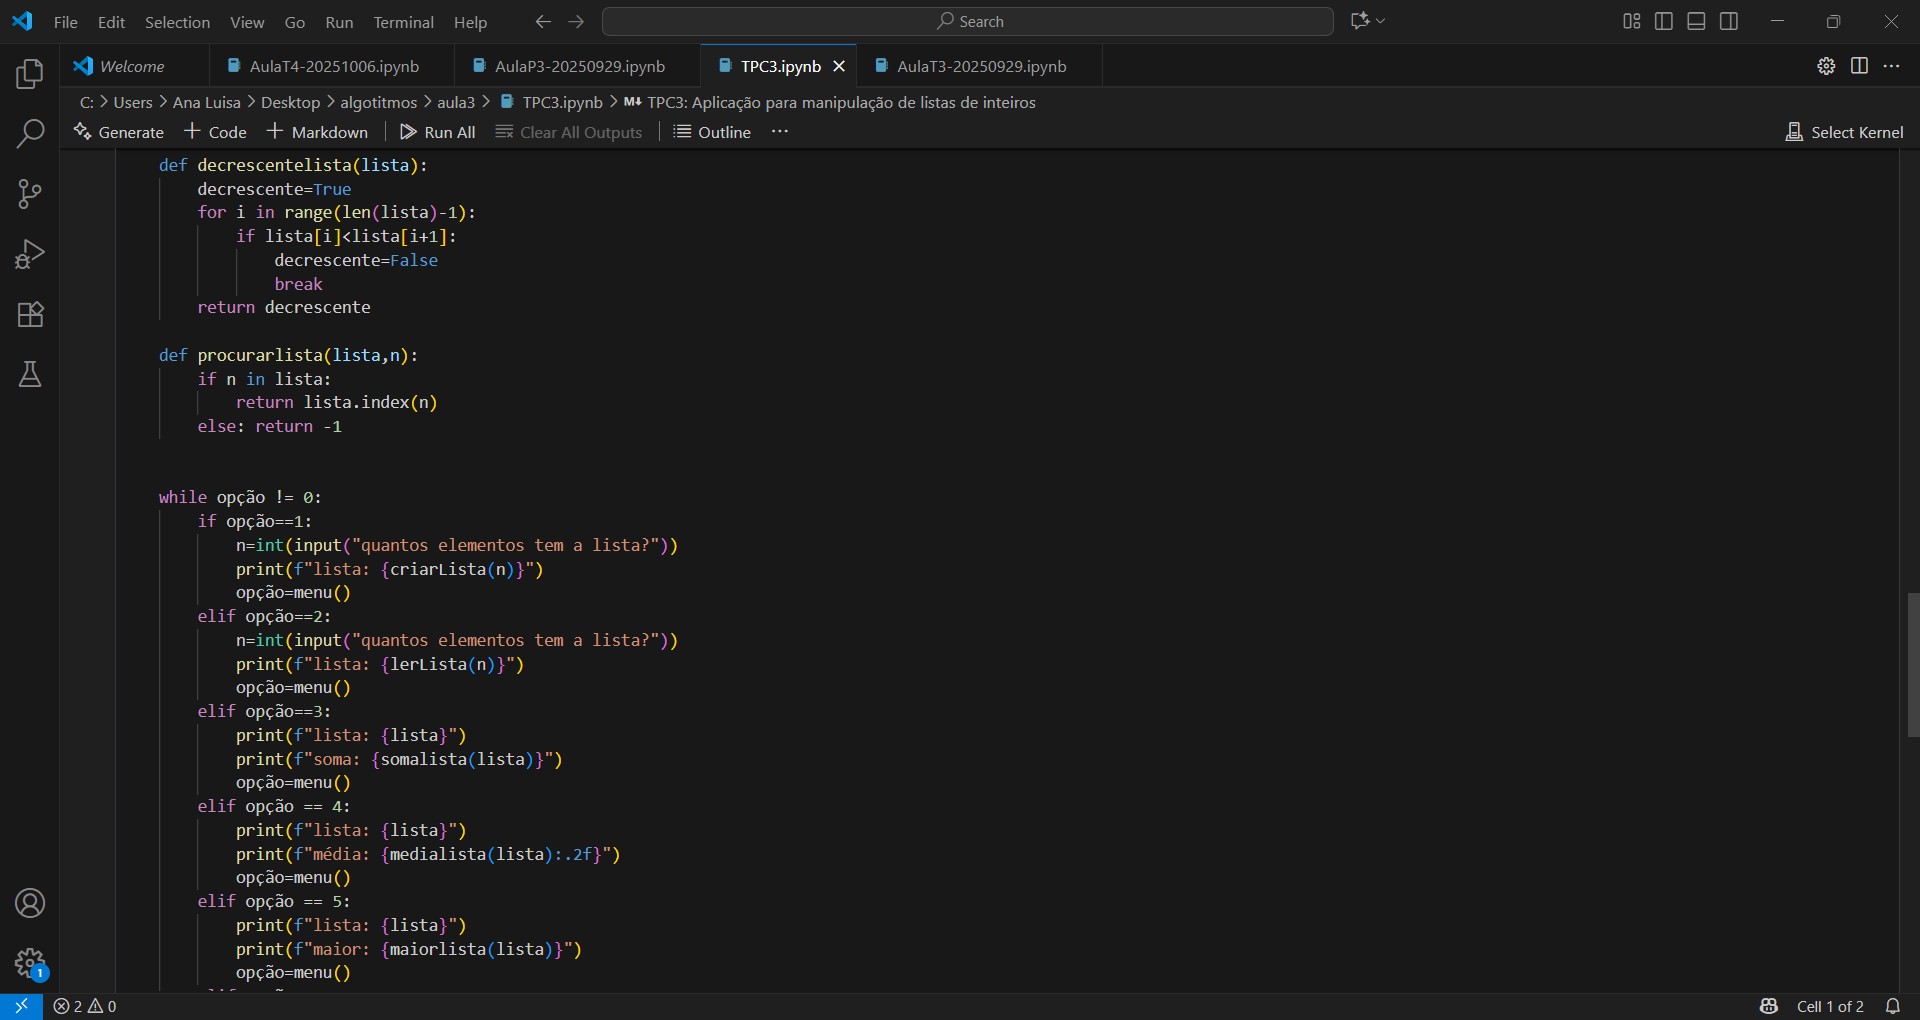 File Edit Selection View Go Run Terminal Help Search
Welcome AulaT4-20251006.ipynb AulaP3-20250929.ipynb TPC3.ipynb AulaT3-20250929.ipynb
C: > Users > Ana Luisa > Desktop > algotitmos > aula3 > TPC3.ipynb > M↓ TPC3: Aplicação para manipulação de listas de inteiros
Generate + Code + Markdown Run All Clear All Outputs Outline ... Select Kernel
def decrescentelista(lista):
decrescente=True
for i in range(len(lista)-1):
if lista[i]<lista[i+1]:
decrescente=False
break
return decrescente
def procurarlista(lista,n):
if n in lista:
return lista.index(n)
else: return -1
while opção != 0:
if opção==1:
n=int(input("quantos elementos tem a lista?"))
print(f"lista: {criarLista(n)}")
opção=menu()
elif opção==2:
n=int(input("quantos elementos tem a lista?"))
print(f"lista: {lerLista(n)}")
opção=menu()
elif opção==3:
print(f"lista: {lista}")
print(f"soma: {somalista(lista)}")
opção=menu()
elif opção == 4:
print(f"lista: {lista}")
print(f"média: {medialista(lista):.2f}")
opção=menu()
elif opção == 5:
print(f"lista: {lista}")
print(f"maior: {maiorlista(lista)}")
opção=menu()
1
2 0 Cell 1 of 2